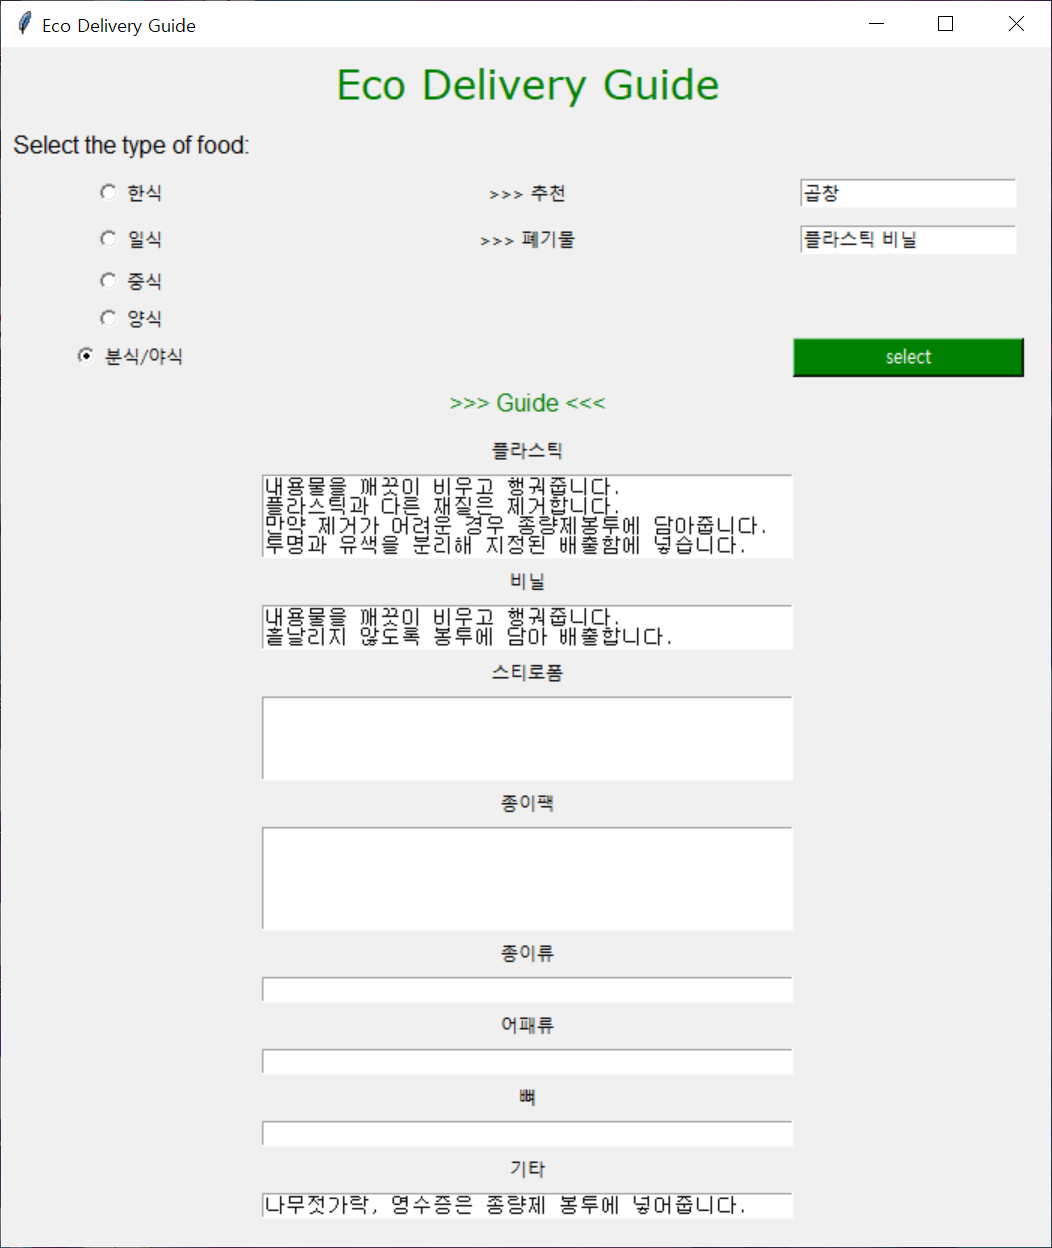 Eco Delivery Guide
Eco Delivery Guide
Select the type of food:
한식 >>> 추천 곱창
일식 >>> 폐기물 플라스틱 비닐
중식
양식
분식/야식 select
>>> Guide <<<
플라스틱
내용물을 깨끗이 비우고 행궈줍니다.
플라스틱과 다른 재질은 제거합니다.
만약 제거가 어려운 경우 종량제봉투에 담아줍니다.
투명과 유색을 분리해 지정된 배출함에 넣습니다.
비닐
내용물을 깨끗이 비우고 행궈줍니다.
흩날리지 않도록 봉투에 담아 배출합니다.
스티로폼
종이팩
종이류
어패류
뼈
기타
나무젓가락, 영수증은 종량제 봉투에 넣어줍니다.